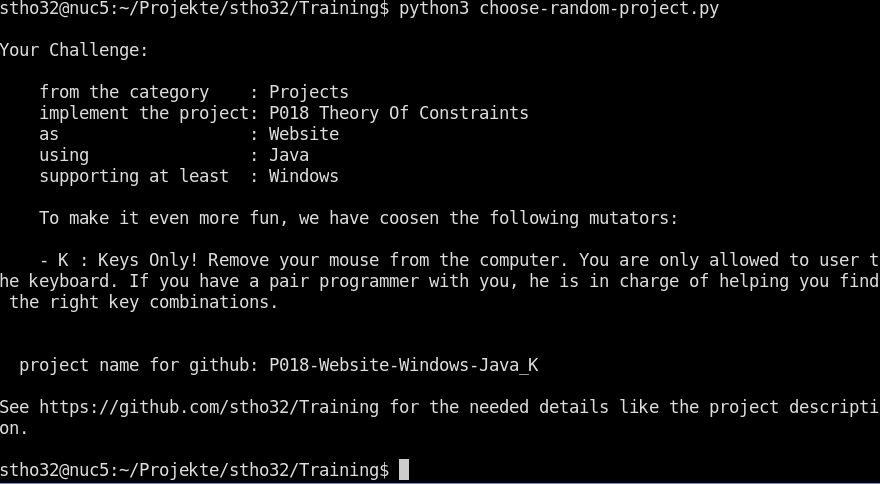 stho32@nuc5:~/Projekte/stho32/Training$ python3 choose-random-project.py
Your Challenge:
from the category    : Projects
implement the project: P018 Theory Of Constraints
as                   : Website
using                : Java
supporting at least  : Windows
To make it even more fun, we have coosen the following mutators:
- K : Keys Only! Remove your mouse from the computer. You are only allowed to user t
he keyboard. If you have a pair programmer with you, he is in charge of helping you find
the right key combinations.
project name for github: P018-Website-Windows-Java_K
See https://github.com/stho32/Training for the needed details like the project descripti
on.
stho32@nuc5:~/Projekte/stho32/Training$